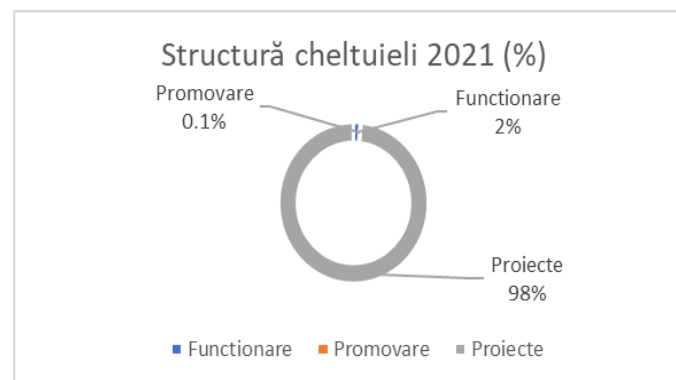 Structură cheltuieli 2021 (%)
Promovare
0.1%
Functionare
2%
Proiecte
98%
Functionare Promovare Proiecte